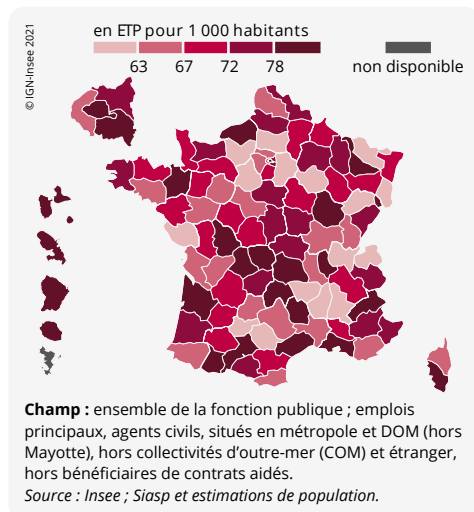 © IGN-Insee 2021
en ETP pour 1 000 habitants
63 67 72 78
non disponible
Champ : ensemble de la fonction publique ; emplois
principaux, agents civils, situés en métropole et DOM (hors
Mayotte), hors collectivités d'outre-mer (COM) et étranger,
hors bénéficiaires de contrats aidés.
Source : Insee ; Siasp et estimations de population.